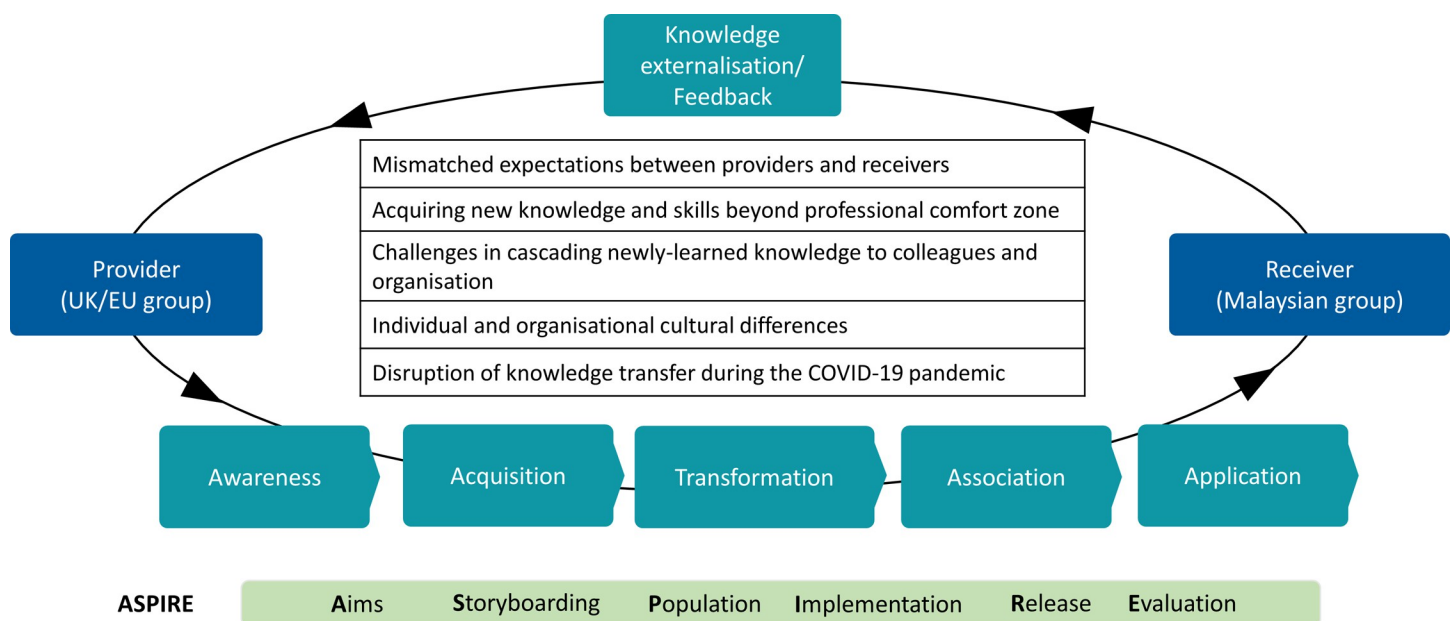 Knowledge
externalisation/
Feedback
Mismatched expectations between providers and receivers
Acquiring new knowledge and skills beyond professional comfort zone
Challenges in cascading newly-learned knowledge to colleagues and
organisation
Individual and organisational cultural differences
Disruption of knowledge transfer during the COVID-19 pandemic
Provider
(UK/EU group)
Receiver
(Malaysian group)
Awareness
Acquisition
Transformation
Association
Application
ASPIRE Aims Storyboarding Population Implementation Release Evaluation